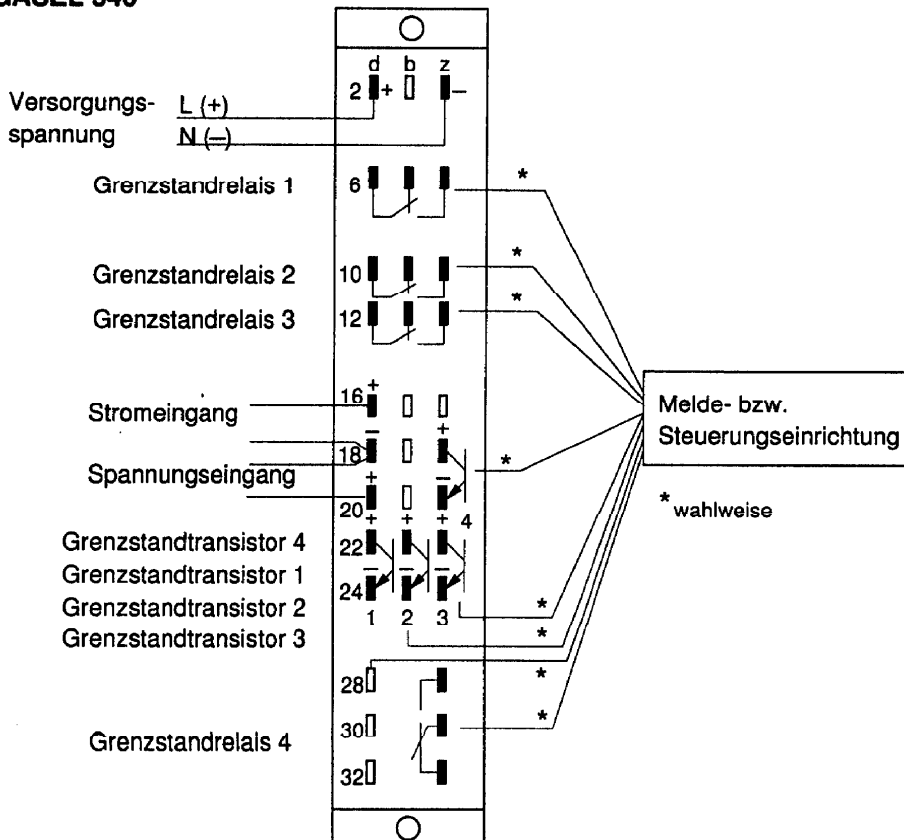 d b z
2 + –
Versorgungs-
spannung
L (+)
N (–)
Grenzstandrelais 1
6
*
Grenzstandrelais 2
10
*
Grenzstandrelais 3
12
*
+
16
Stromeingang
– +
18
*
Spannungseingang
+ –
20
4
Melde- bzw.
Steuerungseinrichtung
* wahlweise
+ + +
Grenzstandtransistor 4
22
Grenzstandtransistor 1
– – –
24
Grenzstandtransistor 2
*
1 2 3
Grenzstandtransistor 3
*
28
*
30
*
Grenzstandrelais 4
32